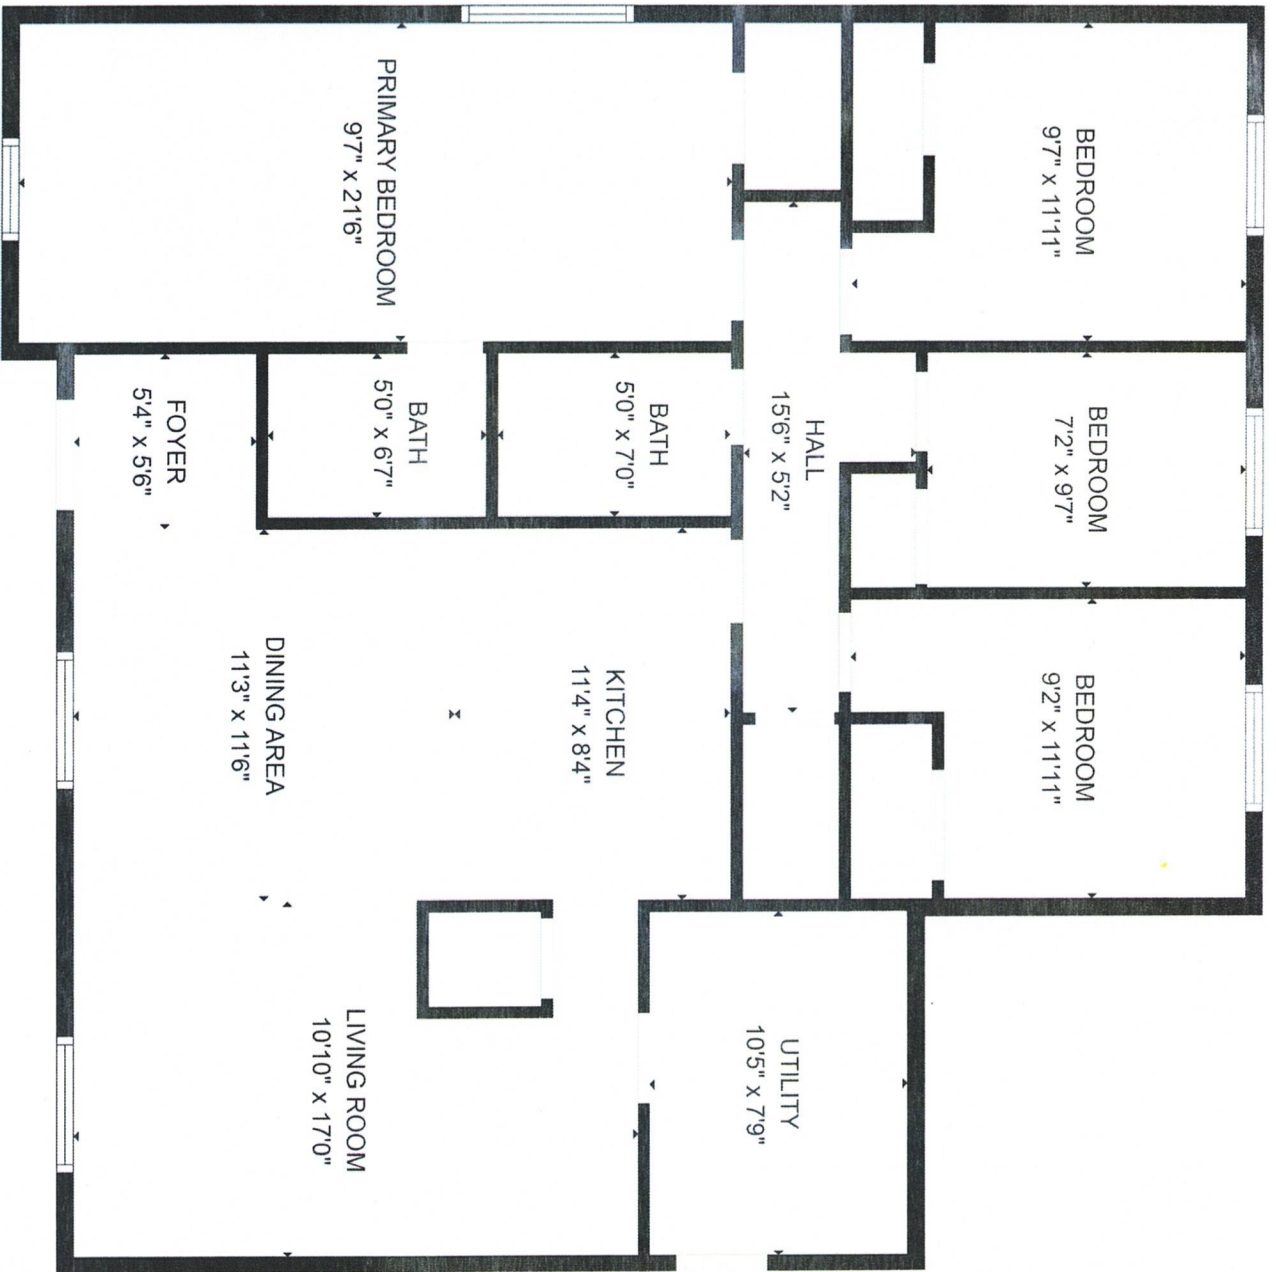 BEDROOM
9'7" x 11'11"
BEDROOM
7'2" x 9'7"
BEDROOM
9'2" x 11'11"
HALL
15'6" x 5'2"
UTILITY
10'5" x 7'9"
BATH
5'0" x 7'0"
KITCHEN
11'4" x 8'4"
PRIMARY BEDROOM
9'7" x 21'6"
BATH
5'0" x 6'7"
LIVING ROOM
10'10" x 17'0"
DINING AREA
11'3" x 11'6"
FOYER
5'4" x 5'6"